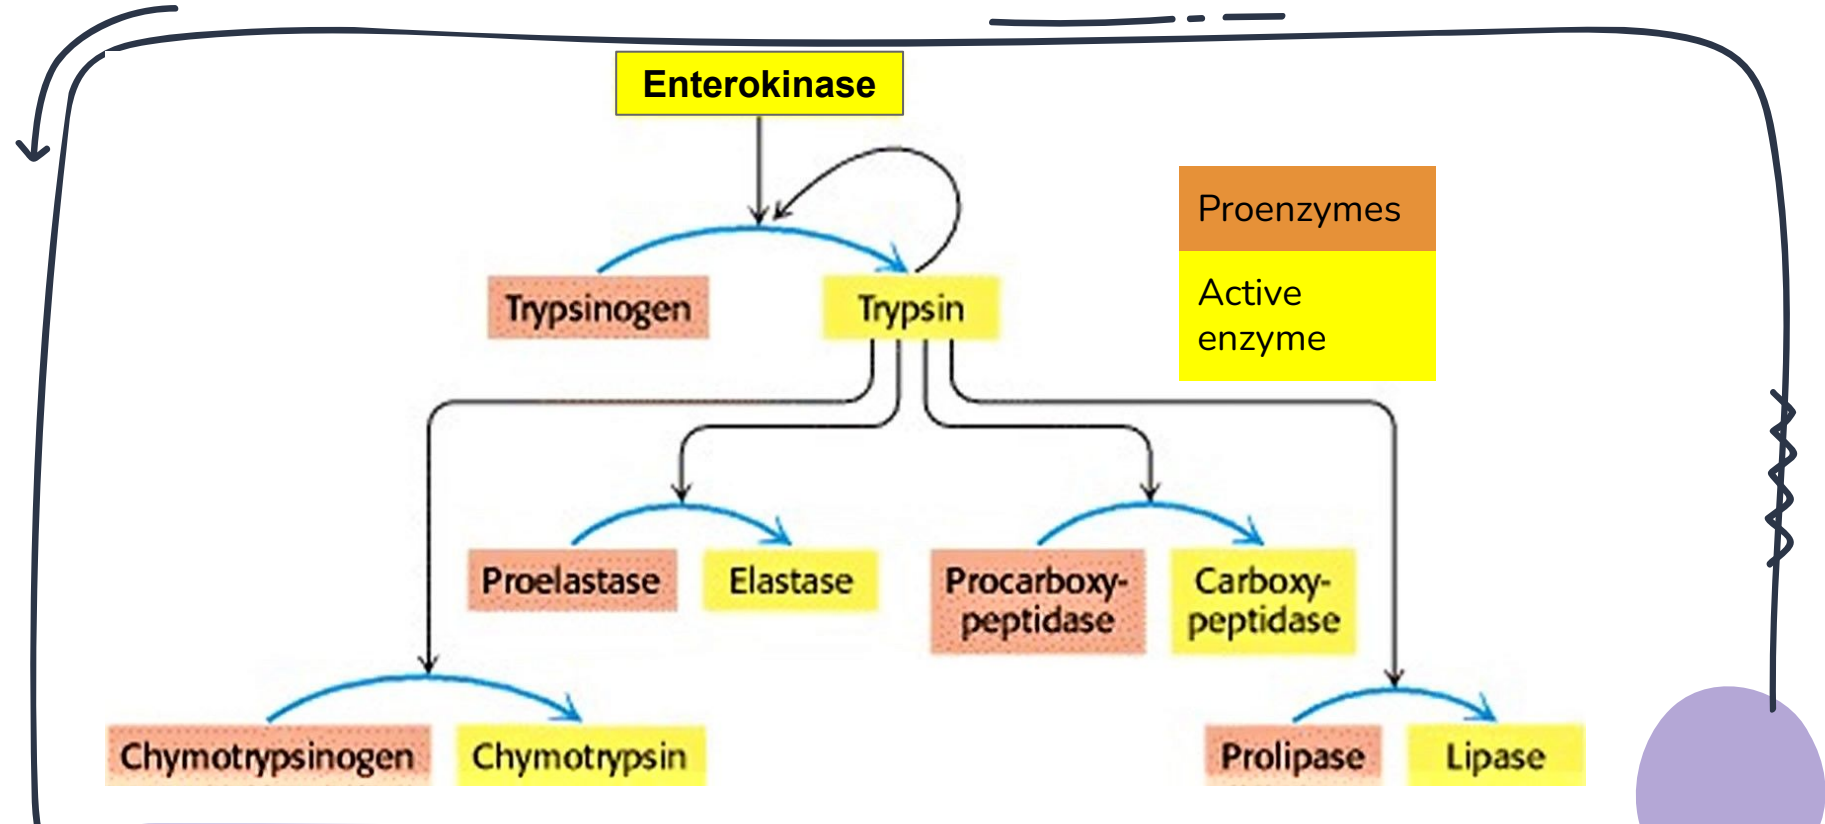 Enterokinase
Proenzymes
Active
enzyme
Trypsinogen
Trypsin
Proelastase
Elastase
Procarboxy-
peptidase
Carboxy-
peptidase
Chymotrypsinogen
Chymotrypsin
Prolipase
Lipase